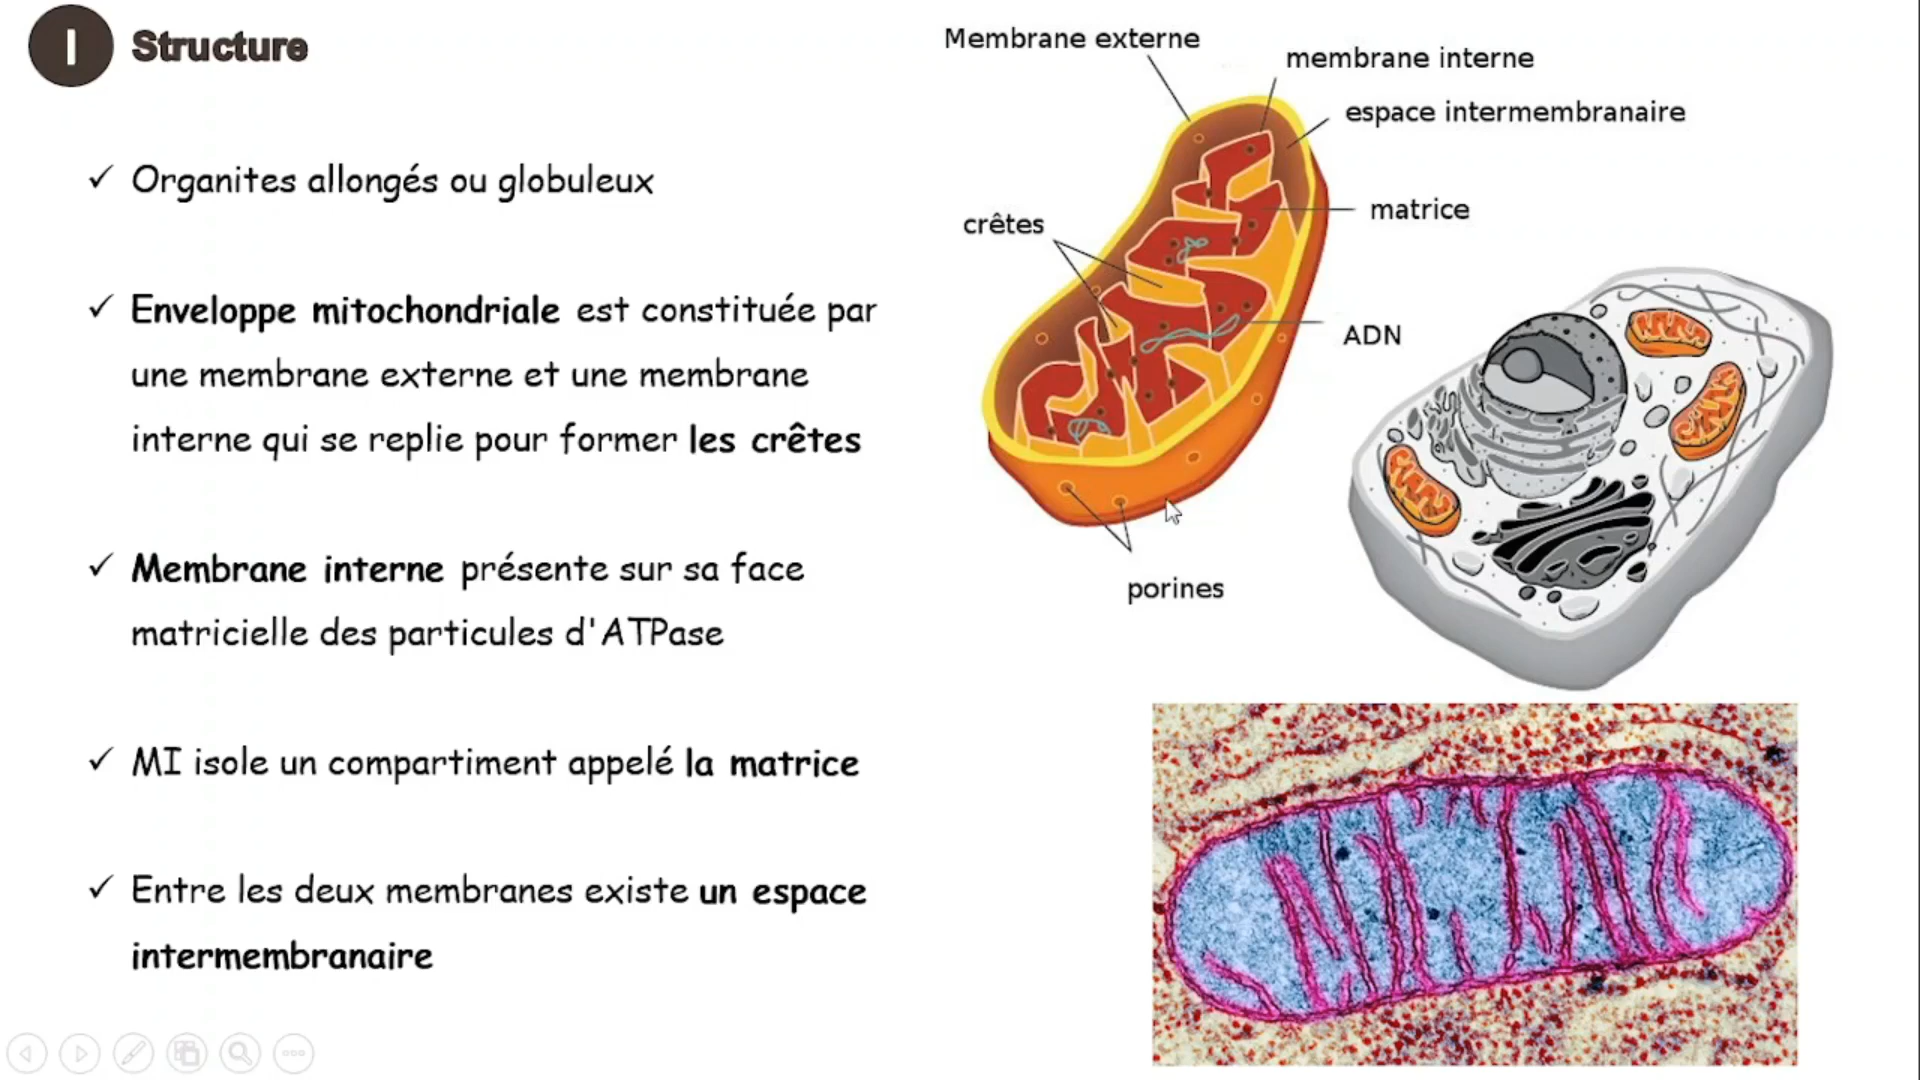 I Structure
✓ Organites allongés ou globuleux
✓ Enveloppe mitochondriale est constituée par
une membrane externe et une membrane
interne qui se replie pour former les crêtes
✓ Membrane interne présente sur sa face
matricielle des particules d'ATPase
✓ MI isole un compartiment appelé la matrice
✓ Entre les deux membranes existe un espace
intermembranaire
Membrane externe
membrane interne
espace intermembranaire
matrice
crêtes
ADN
porines